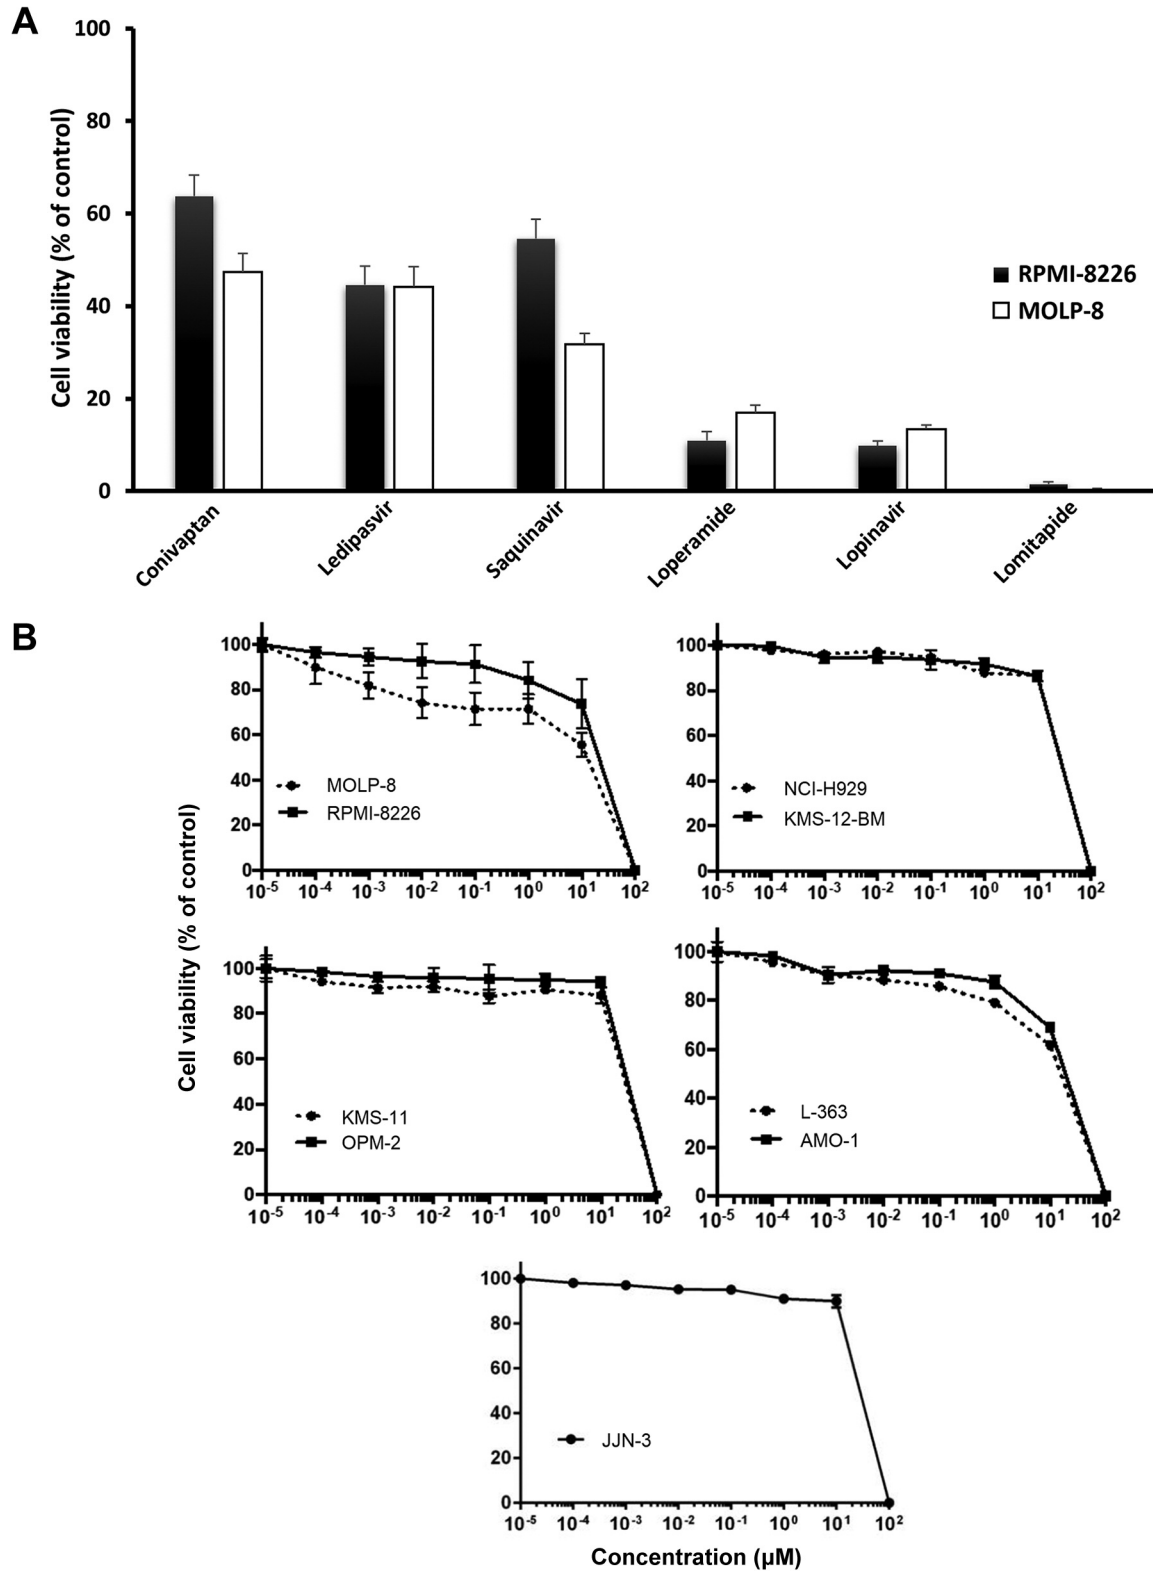 A
Cell viability (% of control)
100
80
60
40
20
0
RPMI-8226
MOLP-8
Conivaptan
Ledipasvir
Saquinavir
Loperamide
Lopinavir
Lomitapide
B
Cell viability (% of control)
100
80
60
40
20
0
MOLP-8
RPMI-8226
10⁻⁵ 10⁻⁴ 10⁻³ 10⁻² 10⁻¹ 10⁰ 10¹ 10²
100
80
60
40
20
0
NCI-H929
KMS-12-BM
10⁻⁵ 10⁻⁴ 10⁻³ 10⁻² 10⁻¹ 10⁰ 10¹ 10²
100
80
60
40
20
0
KMS-11
OPM-2
10⁻⁵ 10⁻⁴ 10⁻³ 10⁻² 10⁻¹ 10⁰ 10¹ 10²
100
80
60
40
20
0
L-363
AMO-1
10⁻⁵ 10⁻⁴ 10⁻³ 10⁻² 10⁻¹ 10⁰ 10¹ 10²
100
80
60
40
20
0
JJN-3
10⁻⁵ 10⁻⁴ 10⁻³ 10⁻² 10⁻¹ 10⁰ 10¹ 10²
Concentration (µM)